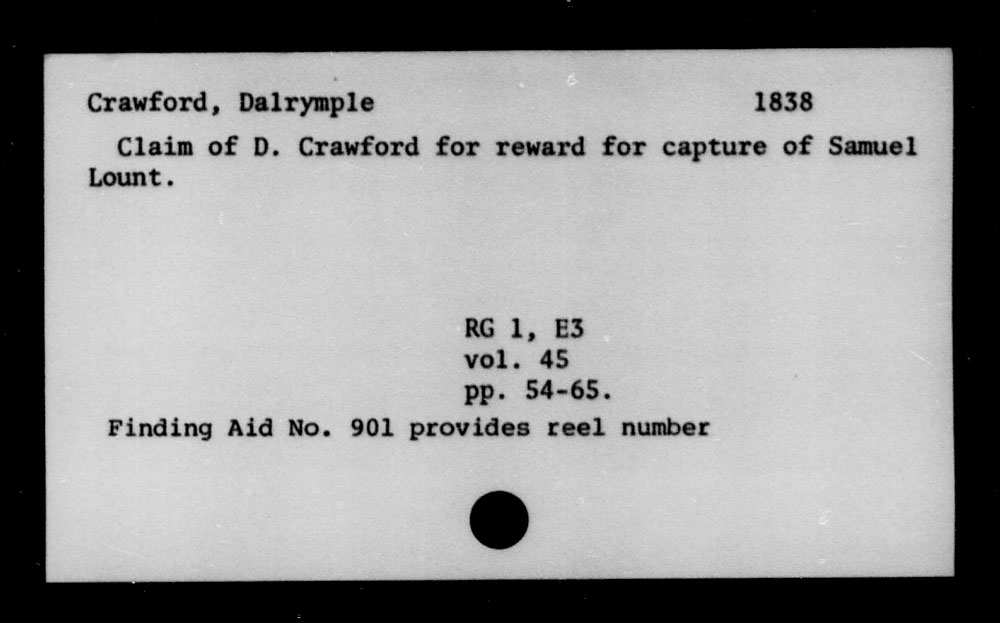 Crawford, Dalrymple 1838
Claim of D. Crawford for reward for capture of Samuel
Lount.
RG 1, E3
vol. 45
pp. 54-65.
Finding Aid No. 901 provides reel number